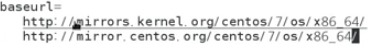 baseurl=
http://mirrors.kernel.org/centos/7/os/x86_64/
http://mirror.centos.org/centos/7/os/x86_64/